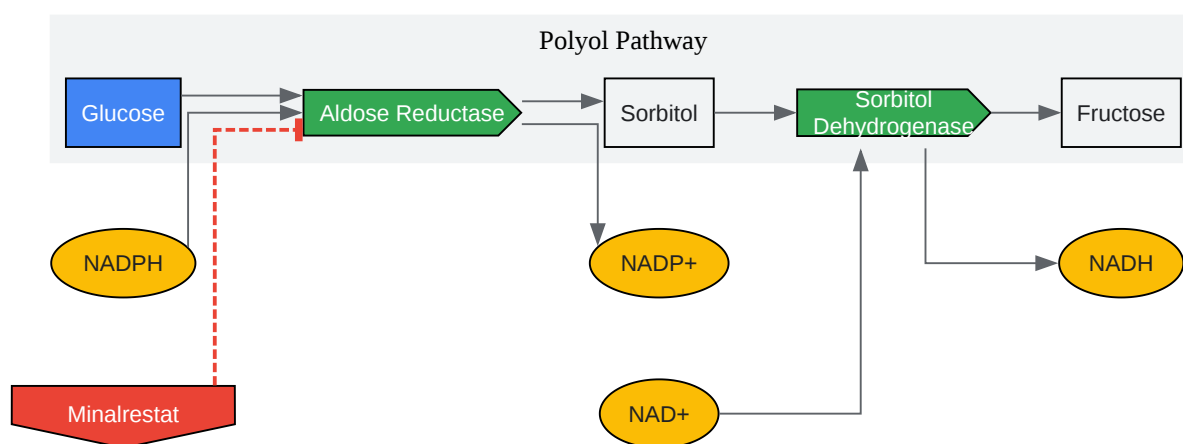 Polyol Pathway
Glucose
Aldose Reductase
Sorbitol
Sorbitol
Dehydrogenase
Fructose
NADPH
NADP+
NADH
Minalrestat
NAD+